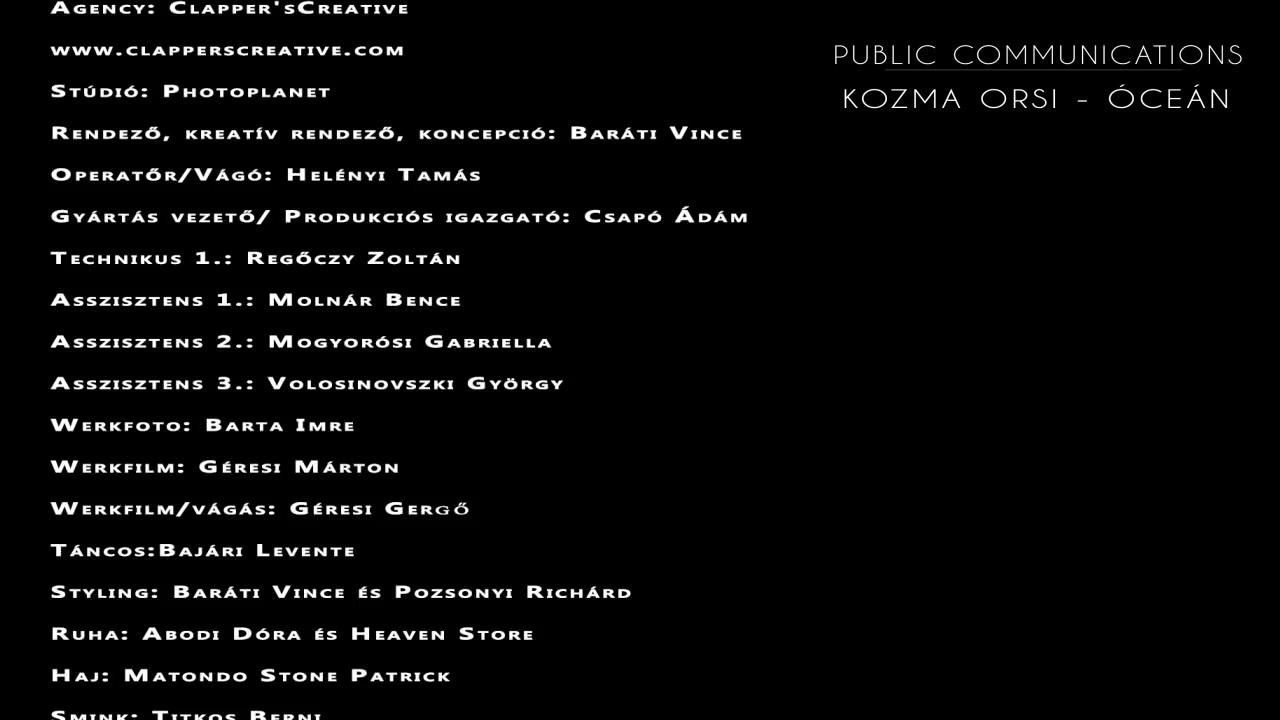 Agency: Clapper'sCreative
www.clapperscreative.com
Stúdió: Photoplanet
Rendező, kreatív rendező, koncepció: Baráti Vince
Operatőr/Vágó: Helényi Tamás
Gyártás vezető/ Produkciós igazgató: Csapó Ádám
Technikus 1.: Regőczy Zoltán
Asszisztens 1.: Molnár Bence
Asszisztens 2.: Mogyorósi Gabriella
Asszisztens 3.: Volosinovszki György
Werkfoto: Barta Imre
Werkfilm: Géresi Márton
Werkfilm/vágás: Géresi Gergő
Táncos:Bajári Levente
Styling: Baráti Vince és Pozsonyi Richárd
Ruha: Abodi Dóra és Heaven Store
Haj: Matondo Stone Patrick
Smink: Titkos Berni
PUBLIC COMMUNICATIONS
KOZMA ORSI - ÓCEÁN